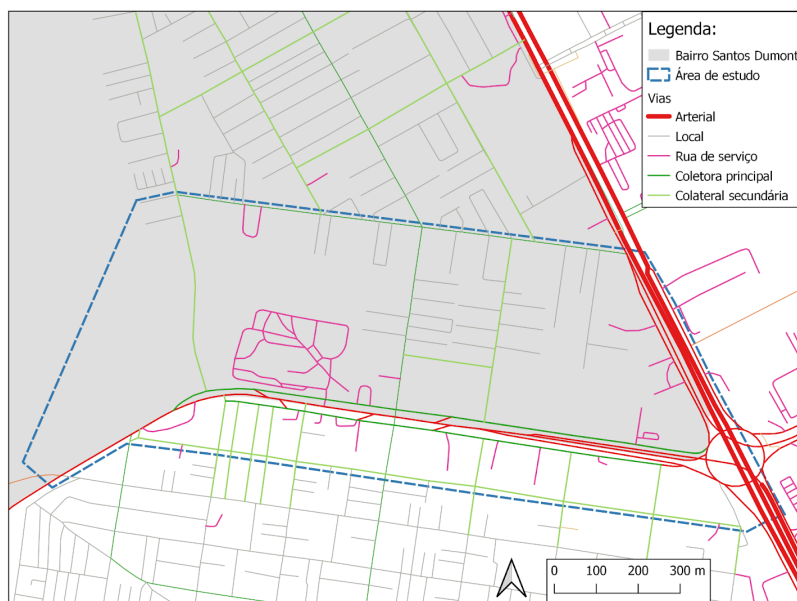 Legenda:
Bairro Santos Dumont
Área de estudo
Vias
Arterial
Local
Rua de serviço
Coletora principal
Colateral secundária
0 100 200 300 m